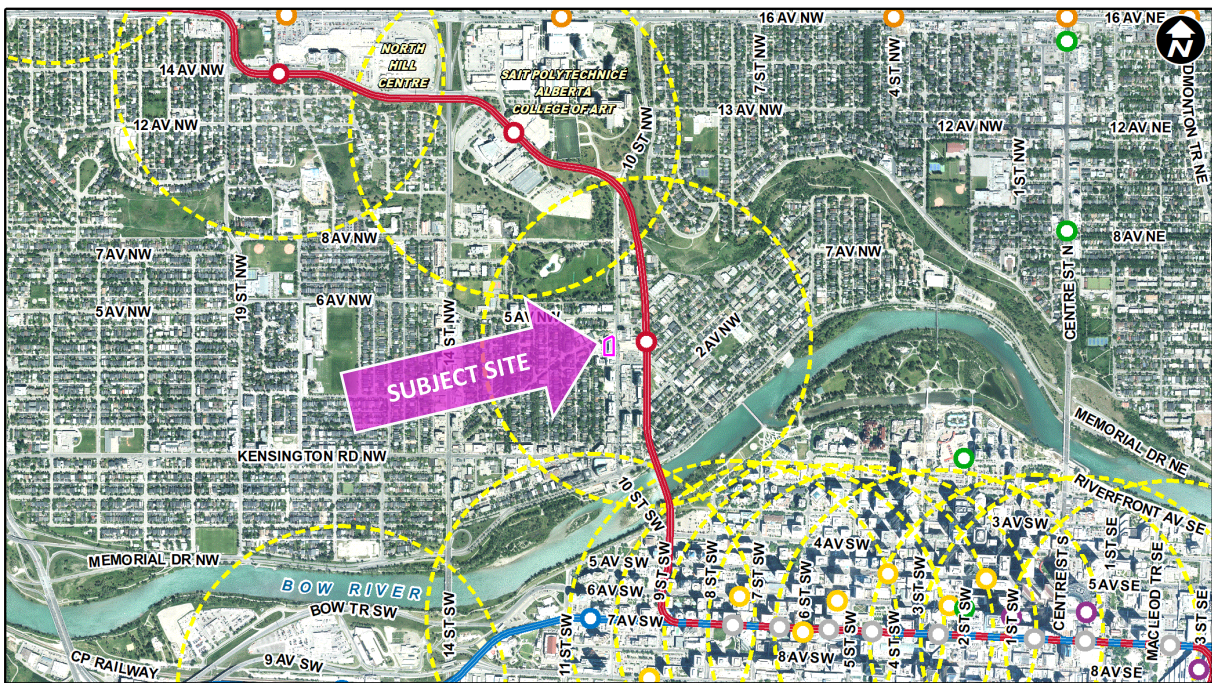 16 AV NW
16 AV NE
N
NORTH
HILL
CENTRE
14 AV NW
SAIT POLYTECHNICE
ALBERTA
COLLEGE OF ART
7 ST NW
4 ST NW
DMONTON TR NE
13 AV NW
12 AV NW
12 AV NW
12 AV NE
10 ST NW
1 ST NW
8 AV NW
8 AV NE
7 AV NW
7 AV NW
19 ST NW
CENTRE ST N
6 AV NW
5 AV NW
5 AV NW
14 ST NW
2 AV NW
SUBJECT SITE
MEMORIAL DR NE
KENSINGTON RD NW
10 ST SW
RIVERFRONT AV SE
3 AV SW
4 AV SW
1 ST SE
MEMORIAL DR NW
5 AV SW
9 ST SW
8 ST SW
7 ST SW
6 ST SW
3 ST SW
CENTRE ST S
5 AV SE
BOW RIVER
6 AV SW
BOW TR SW
7 AV SW
14 ST SW
11 ST SW
5 ST SW
4 ST SW
2 ST SW
ST SW
MACLEOD TR SE
3 ST SE
CP RAILWAY
9 AV SW
8 AV SW
8 AV SE